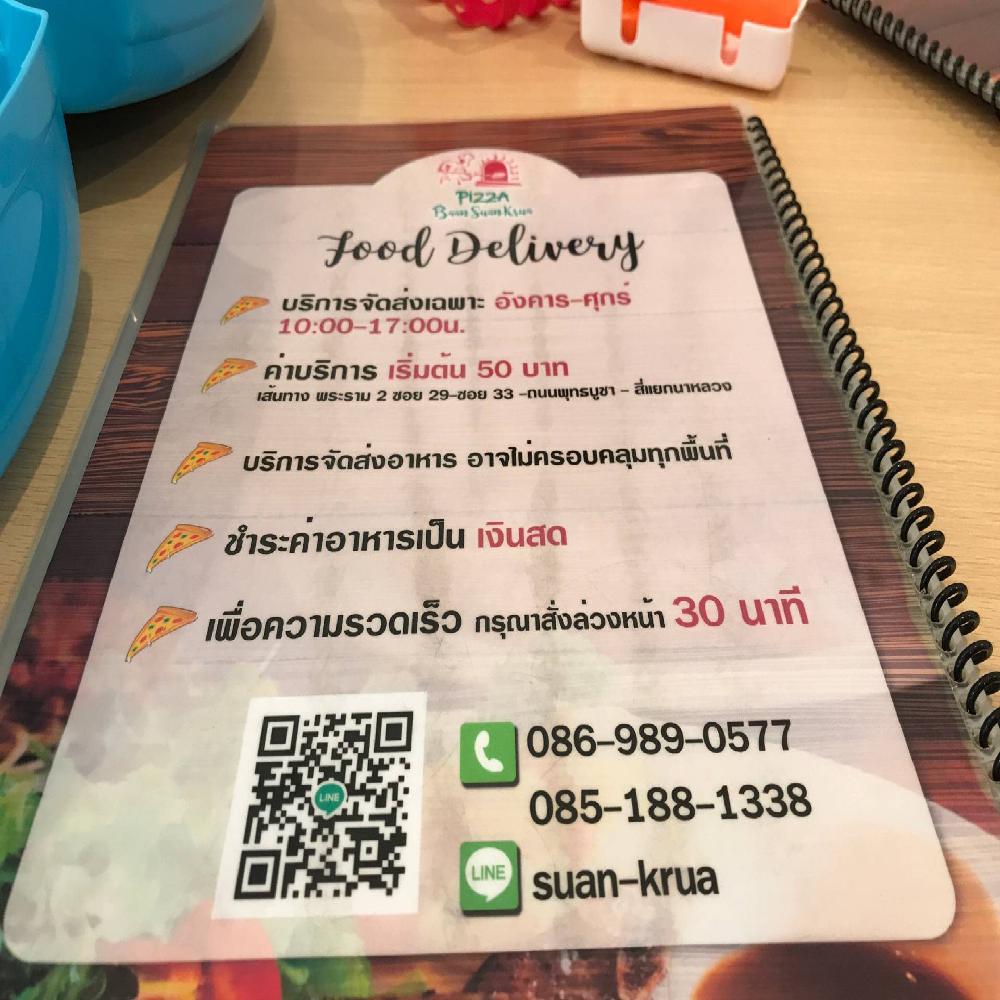 PIZZA
Baan Suan Krua
Food Delivery
บริการจัดส่งเฉพาะ อังคาร-ศุกร์
10:00-17:00น.
ค่าบริการ เริ่มต้น 50 บาท
เส้นทาง พระราม 2 ซอย 29-ซอย 33 -ถนนพุทธบูชา - สี่แยกนาหลวง
บริการจัดส่งอาหาร อาจไม่ครอบคลุมทุกพื้นที่
ชำระค่าอาหารเป็น เงินสด
เพื่อความรวดเร็ว กรุณาสั่งล่วงหน้า 30 นาที
LINE
086-989-0577
085-188-1338
LINE suan-krua